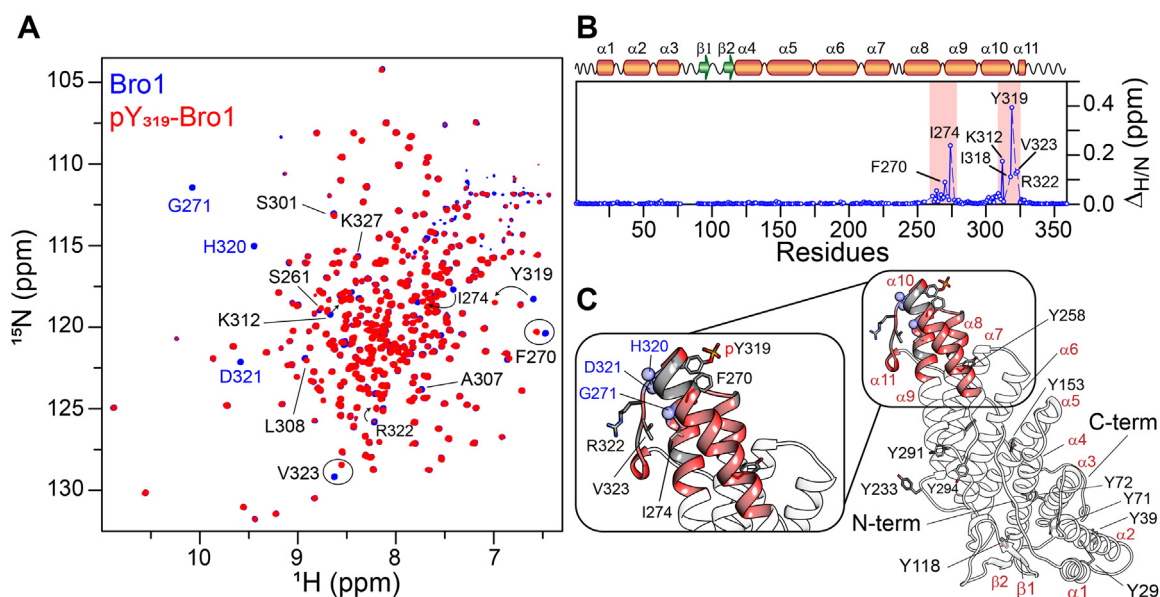 A
Bro1
pY₃₁₉-Bro1
G271
H320
D321
S301
K327
S261
K312
L308
Y319
I274
F270
A307
R322
V323
105
110
115
120
125
130
¹⁵N (ppm)
10
9
8
7
¹H (ppm)
B
α1 α2 α3 β1 β2 α4 α5 α6 α7 α8 α9 α10 α11
Y319
I274
K312
V323
I318
F270
R322
0.4
0.2
0.0
ΔH/N (ppm)
50 100 150 200 250 300 350
Residues
C
H320
D321
G271
pY319
F270
R322
V323
I274
α10
α8
α7
α11
α9
Y258
α6
Y153
α5
C-term
α4
α3
Y291
Y72
Y233
Y294
Y71
N-term
Y39
α2
Y118
β2
β1
α1
Y29